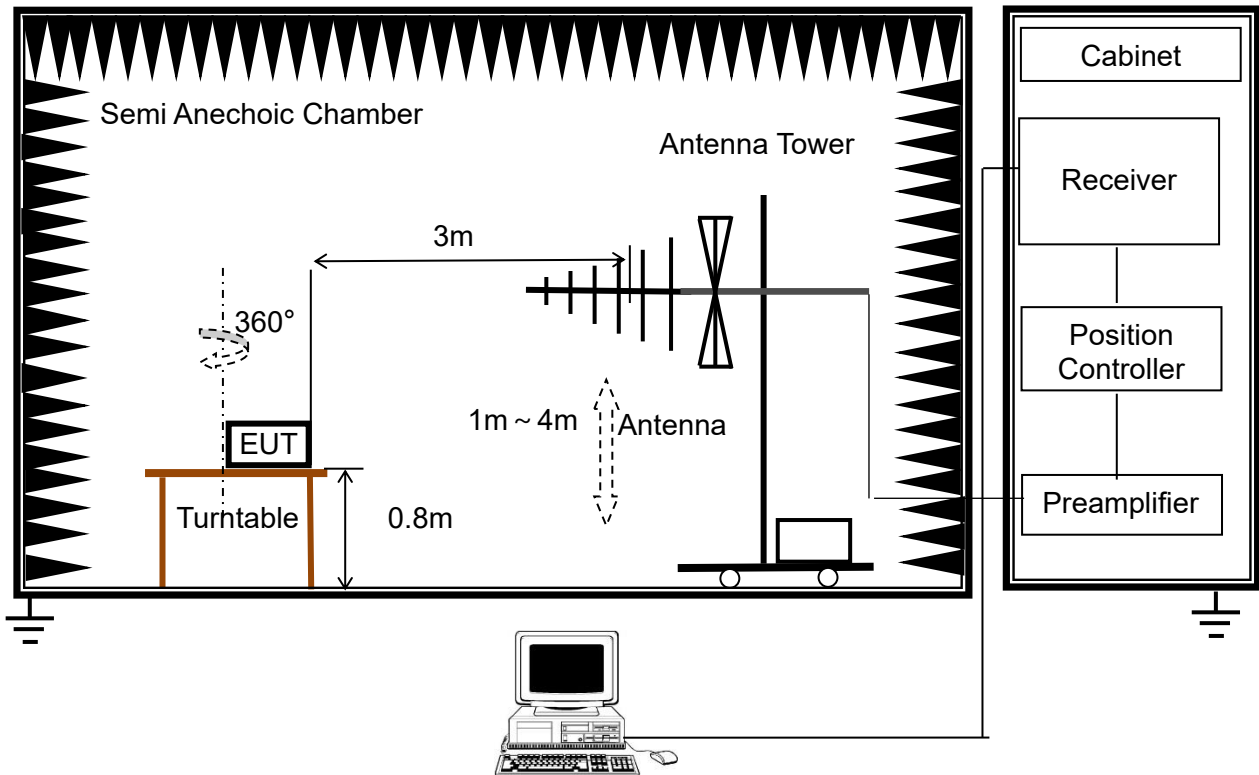 Cabinet
Semi Anechoic Chamber
Antenna Tower
Receiver
3m
360°
Position
Controller
1m ~ 4m
Antenna
EUT
Turntable
0.8m
Preamplifier